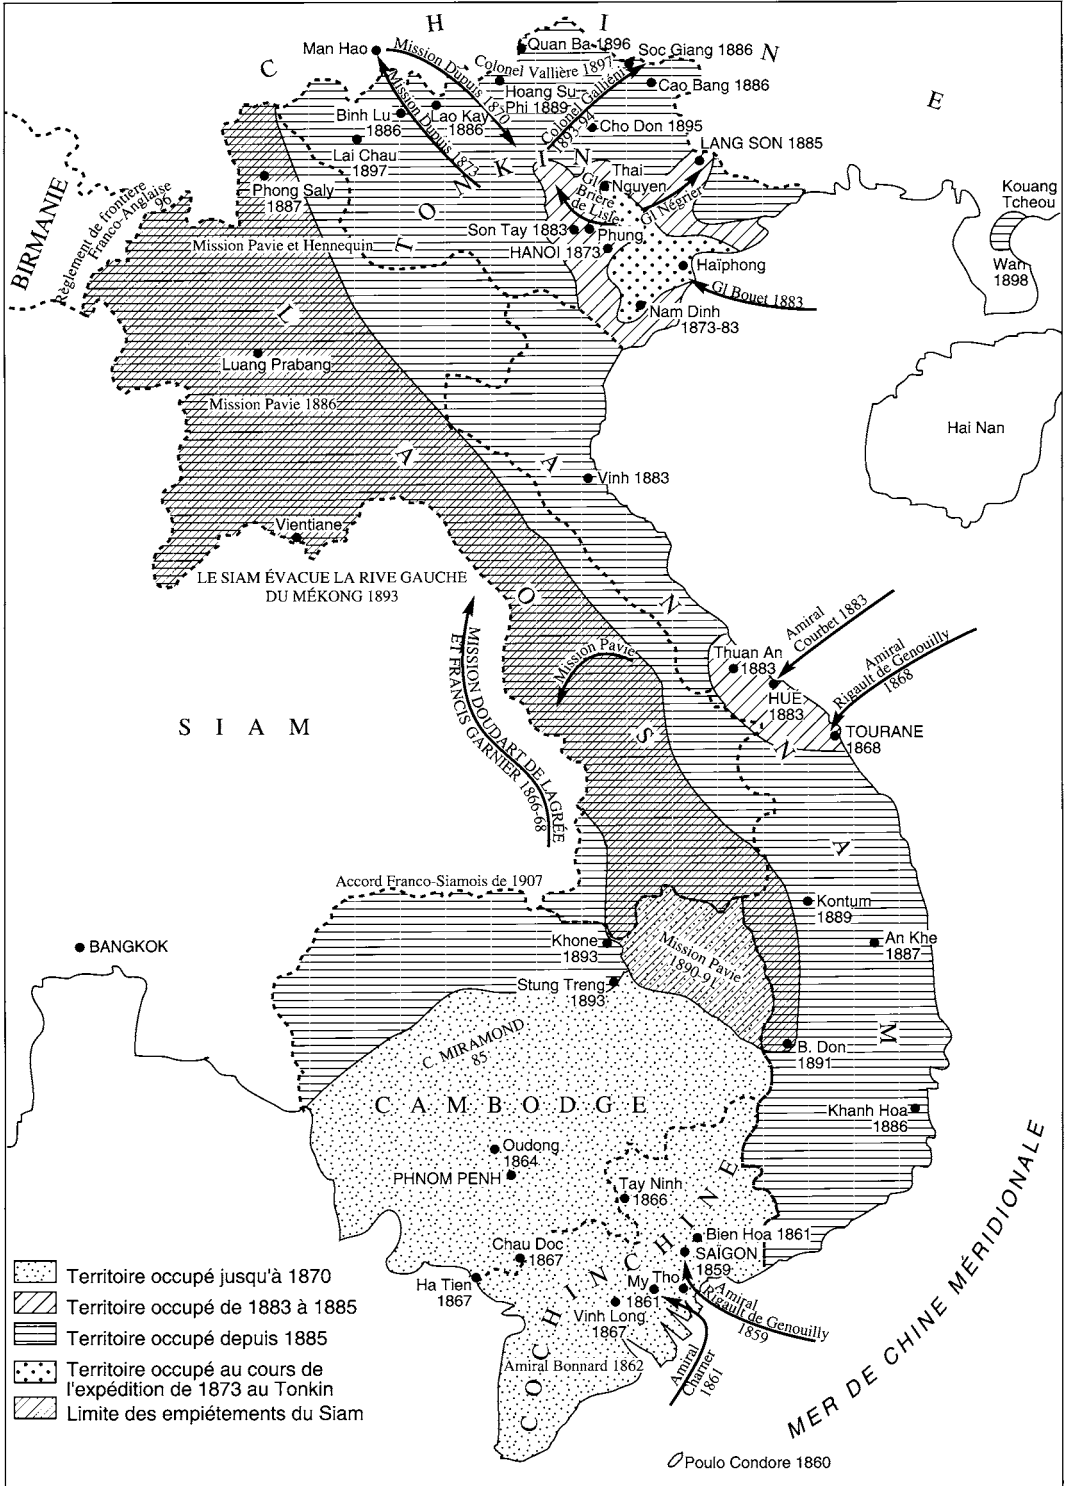 C H I N E
Man Hao
Mission Dupuis 1870
Mission Dupuis 1873
Quan Ba 1896
Colonel Vallière 1897
Soc Giang 1886
Hoang Su
Phi 1889
Colonel Galliéni
1893-94
Cao Bang 1886
Binh Lu
1886
Lao Kay
1886
Cho Don 1895
Lai Chau
1897
LANG SON 1885
T O N K I N
Phong Saly
1887
Thai
Nguyen
Gl
Brière
de Lisle
Gl Négrier
Kouang
Tcheou
Wan
1898
BIRMANIE
Règlement de frontière
Franco-Anglaise
96
Mission Pavie et Hennequin
Son Tay 1883
Phung
HANOÏ 1873
Haïphong
Gl Bouet 1883
Nam Dinh
1873-83
L A O S
Luang Prabang
Mission Pavie 1886
Hai Nan
A N N A M
Vinh 1883
Vientiane
LE SIAM ÉVACUE LA RIVE GAUCHE
DU MÉKONG 1893
MISSION DOUDART DE LAGRÉE
ET FRANCIS GARNIER 1866-68
Mission Pavie
Amiral
Courbet 1883
Thuan An
1883
HUE
1883
Amiral
Rigault de Genouilly
1868
TOURANE
1868
S I A M
Accord Franco-Siamois de 1907
Kontum
1889
BANGKOK
Khone
1893
Mission Pavie
1890-91
An Khe
1887
Stung Treng
1893
C MIRAMOND
85
B. Don
1891
C A M B O D G E
Khanh Hoa
1886
Oudong
1864
PHNOM PENH
Tay Ninh
1866
C O C H I N C H I N E
Bien Hoa 1861
SAÏGON
1859
Chau Doc
1867
Ha Tien
1867
My Tho
1861
Vinh Long
1867
Amiral
Rigault de Genouilly
1859
Amiral Bonnard 1862
Amiral
Charner
1861
MER DE CHINE MÉRIDIONALE
Poulo Condore 1860
Territoire occupé jusqu'à 1870
Territoire occupé de 1883 à 1885
Territoire occupé depuis 1885
Territoire occupé au cours de
l'expédition de 1873 au Tonkin
Limite des empiétements du Siam